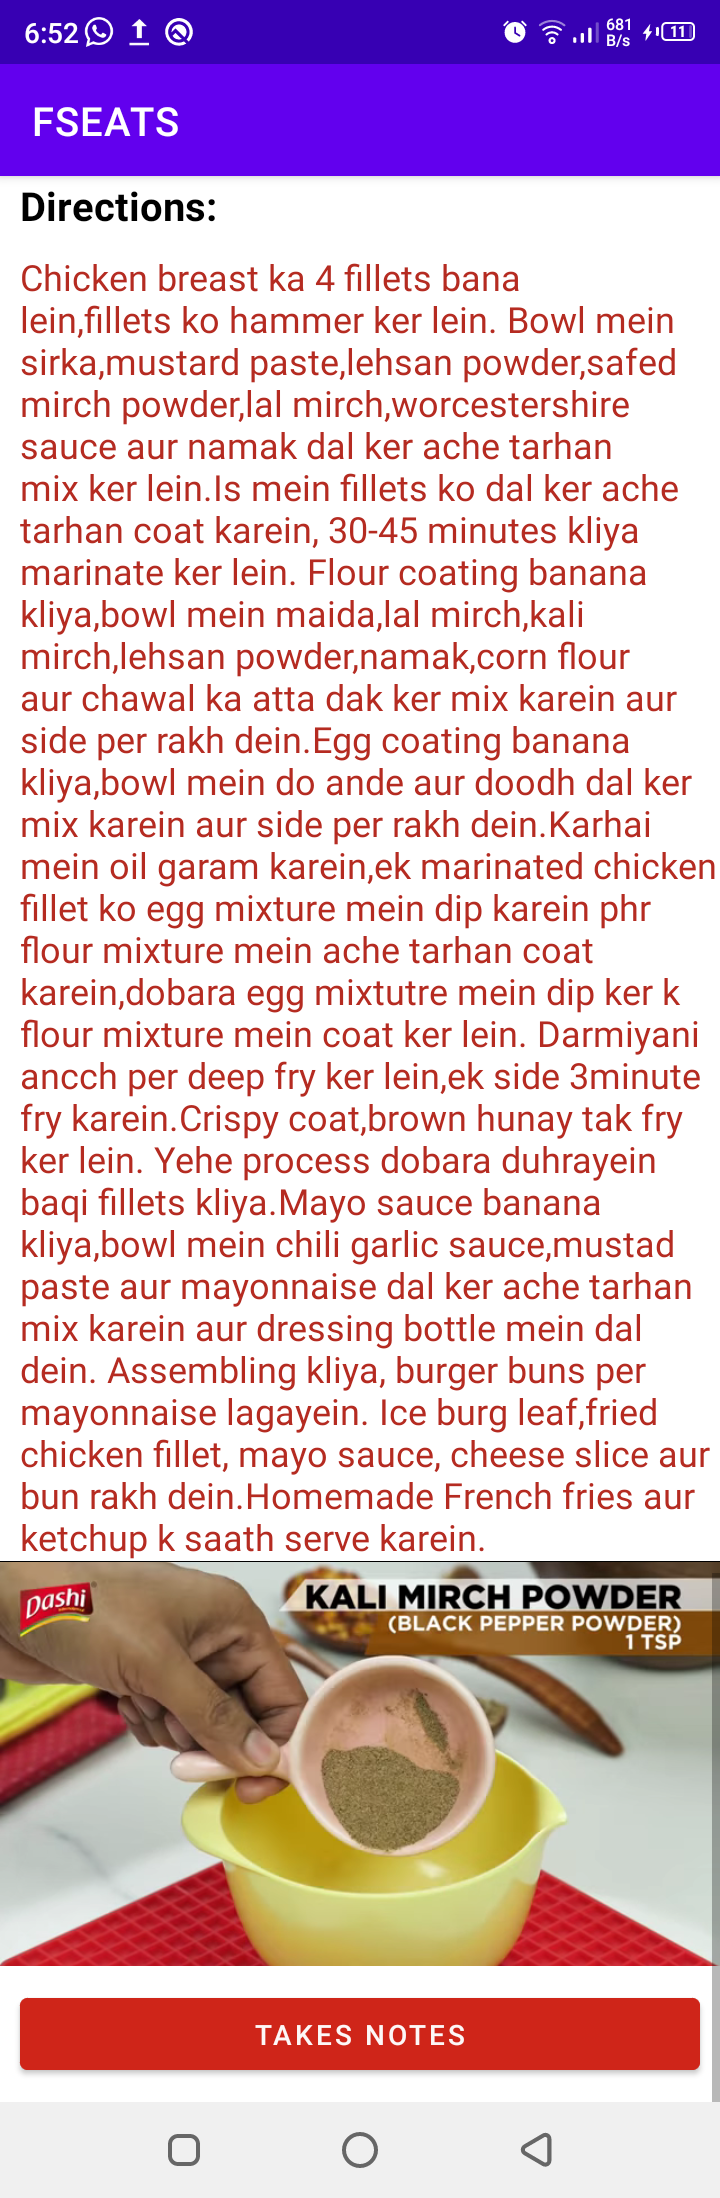 6:52
681
B/s
11
FSEATS
Directions:
Chicken breast ka 4 fillets bana
lein,fillets ko hammer ker lein. Bowl mein
sirka,mustard paste,lehsan powder,safed
mirch powder,lal mirch,worcestershire
sauce aur namak dal ker ache tarhan
mix ker lein.Is mein fillets ko dal ker ache
tarhan coat karein, 30-45 minutes kliya
marinate ker lein. Flour coating banana
kliya,bowl mein maida,lal mirch,kali
mirch,lehsan powder,namak,corn flour
aur chawal ka atta dak ker mix karein aur
side per rakh dein.Egg coating banana
kliya,bowl mein do ande aur doodh dal ker
mix karein aur side per rakh dein.Karhai
mein oil garam karein,ek marinated chicken
fillet ko egg mixture mein dip karein phr
flour mixture mein ache tarhan coat
karein,dobara egg mixtutre mein dip ker k
flour mixture mein coat ker lein. Darmiyani
ancch per deep fry ker lein,ek side 3minute
fry karein.Crispy coat,brown hunay tak fry
ker lein. Yehe process dobara duhrayein
baqi fillets kliya.Mayo sauce banana
kliya,bowl mein chili garlic sauce,mustad
paste aur mayonnaise dal ker ache tarhan
mix karein aur dressing bottle mein dal
dein. Assembling kliya, burger buns per
mayonnaise lagayein. Ice burg leaf,fried
chicken fillet, mayo sauce, cheese slice aur
bun rakh dein.Homemade French fries aur
ketchup k saath serve karein.
Dashi
KALI MIRCH POWDER
(BLACK PEPPER POWDER)
1 TSP
TAKES NOTES